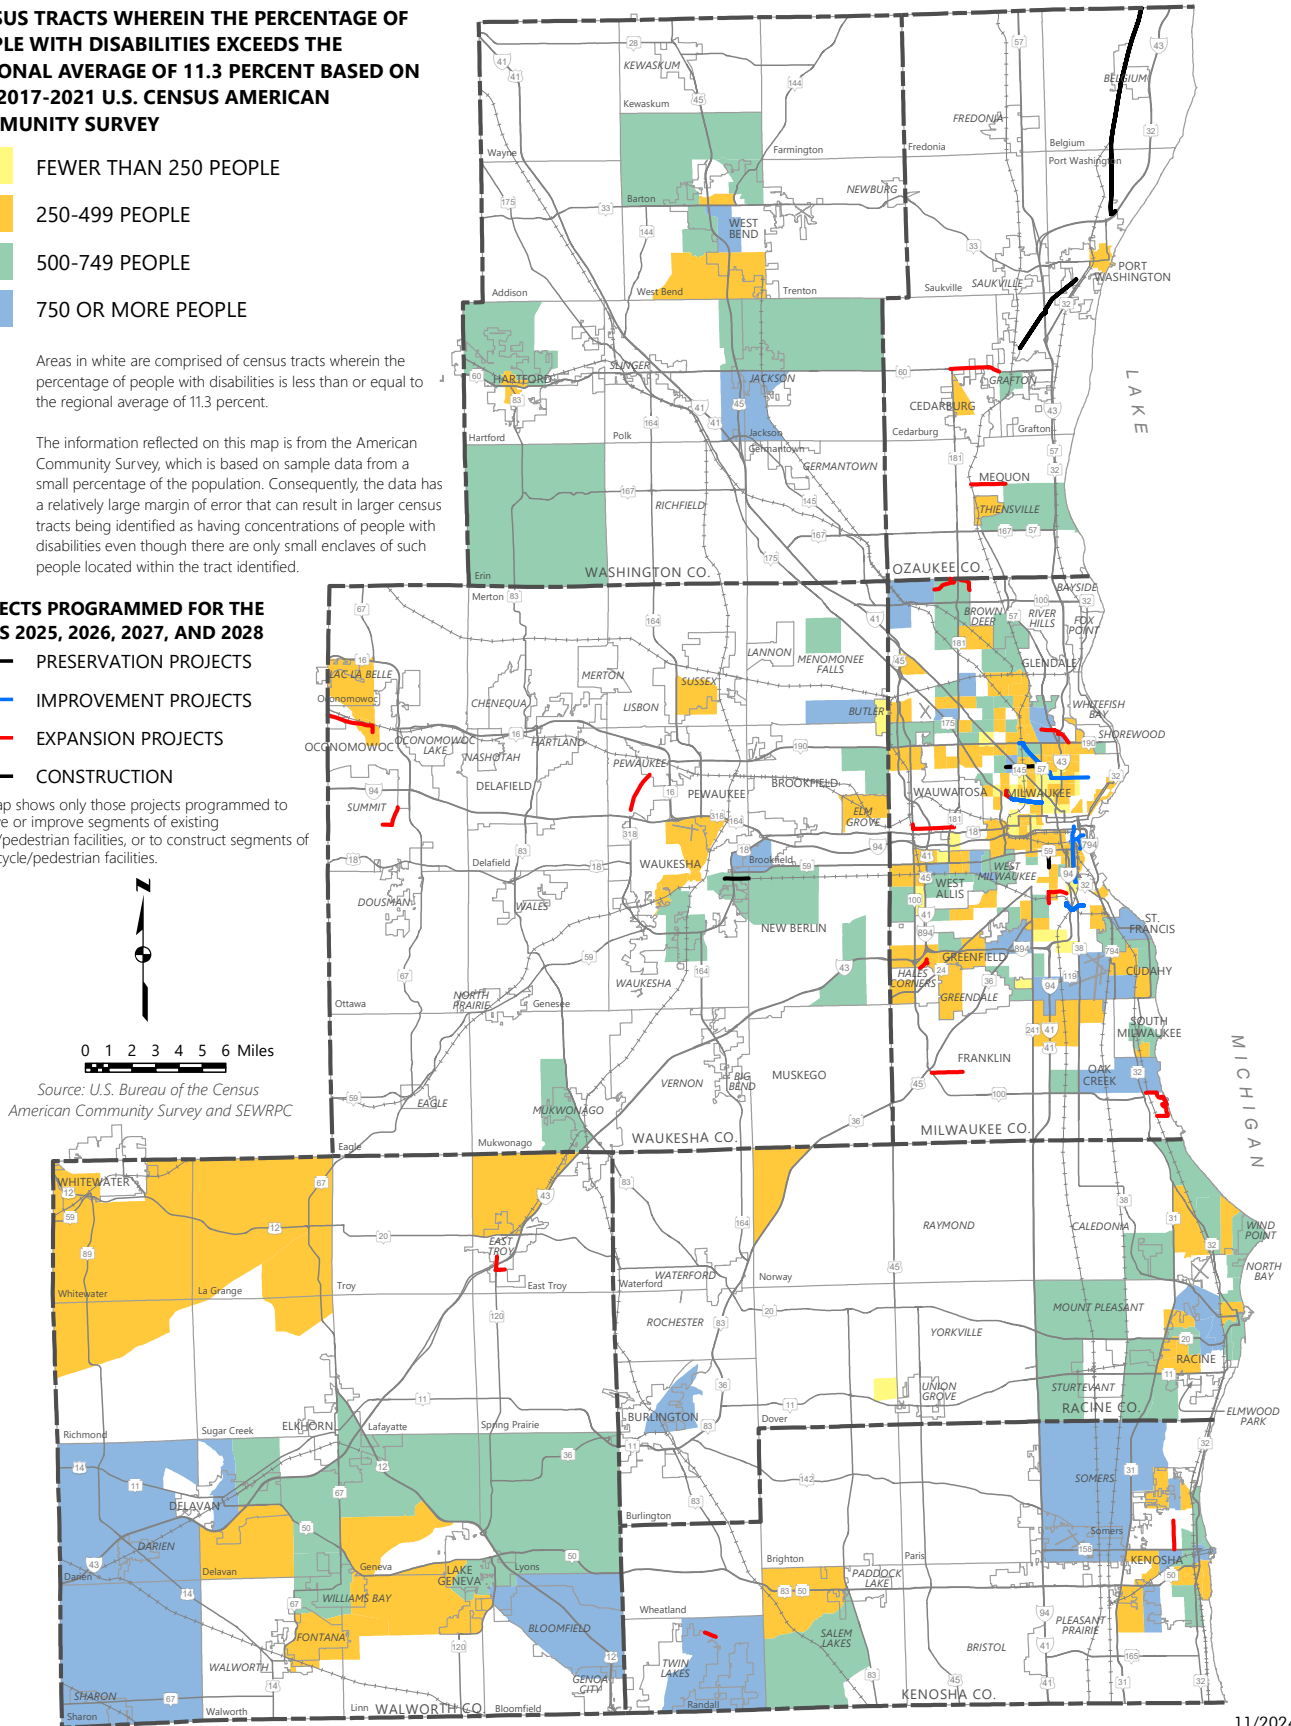 SUS TRACTS WHEREIN THE PERCENTAGE OF
PLE WITH DISABILITIES EXCEEDS THE
ONAL AVERAGE OF 11.3 PERCENT BASED ON
2017-2021 U.S. CENSUS AMERICAN
MUNITY SURVEY
FEWER THAN 250 PEOPLE
250-499 PEOPLE
500-749 PEOPLE
750 OR MORE PEOPLE
Areas in white are comprised of census tracts wherein the
percentage of people with disabilities is less than or equal to
the regional average of 11.3 percent.
The information reflected on this map is from the American
Community Survey, which is based on sample data from a
small percentage of the population. Consequently, the data has
a relatively large margin of error that can result in larger census
tracts being identified as having concentrations of people with
disabilities even though there are only small enclaves of such
people located within the tract identified.
ECTS PROGRAMMED FOR THE
S 2025, 2026, 2027, AND 2028
PRESERVATION PROJECTS
IMPROVEMENT PROJECTS
EXPANSION PROJECTS
CONSTRUCTION
ap shows only those projects programmed to
ve or improve segments of existing
/pedestrian facilities, or to construct segments of
cycle/pedestrian facilities.
N
0 1 2 3 4 5 6 Miles
Source: U.S. Bureau of the Census
American Community Survey and SEWRPC
KEWASKUM
Kewaskum
Wayne
Farmington
Barton
NEWBURG
WEST
BEND
Addison
West Bend
Trenton
HARTFORD
SLINGER
JACKSON
Hartford
Polk
Jackson
Germantown
GERMANTOWN
RICHFIELD
Erin
WASHINGTON CO.
BELGIUM
FREDONIA
Fredonia
Belgium
Port Washington
PORT
WASHINGTON
Saukville
SAUKVILLE
GRAFTON
CEDARBURG
Cedarburg
Grafton
MEQUON
THIENSVILLE
OZAUKEE CO.
LAKE
MICHIGAN
Merton
LAC LA BELLE
Oconomowoc
OCONOMOWOC
OCONOMOWOC
LAKE
CHENEQUA
MERTON
LISBON
SUSSEX
LANNON
MENOMONEE
FALLS
BUTLER
NASHOTAH
HARTLAND
DELAFIELD
PEWAUKEE
PEWAUKEE
BROOKFIELD
ELM
GROVE
SUMMIT
Delafield
WAUKESHA
Brookfield
DOUSMAN
WALES
NEW BERLIN
WAUKESHA
Ottawa
NORTH
PRAIRIE
Genesee
EAGLE
VERNON
BIG
BEND
MUSKEGO
MUKWONAGO
Eagle
Mukwonago
WAUKESHA CO.
BAYSIDE
BROWN
DEER
RIVER
HILLS
FOX
POINT
GLENDALE
WHITEFISH
BAY
SHOREWOOD
WAUWATOSA
MILWAUKEE
WEST
MILWAUKEE
WEST
ALLIS
ST.
FRANCIS
GREENFIELD
CUDAHY
HALES
CORNERS
GREENDALE
SOUTH
MILWAUKEE
FRANKLIN
OAK
CREEK
MILWAUKEE CO.
WHITEWATER
EAST
TROY
Whitewater
La Grange
Troy
East Troy
ELKHORN
Richmond
Sugar Creek
Lafayatte
Spring Prairie
DELAVAN
DARIEN
Darien
Delavan
Geneva
LAKE
GENEVA
Lyons
WILLIAMS BAY
FONTANA
BLOOMFIELD
WALWORTH
GENOA
CITY
SHARON
Sharon
Walworth
Linn
WALWORTH CO.
Bloomfield
Waterford
WATERFORD
Norway
RAYMOND
CALEDONIA
WIND
POINT
NORTH
BAY
ROCHESTER
YORKVILLE
MOUNT PLEASANT
RACINE
BURLINGTON
Dover
UNION
GROVE
STURTEVANT
RACINE CO.
ELMWOOD
PARK
Burlington
SOMERS
Somers
KENOSHA
Brighton
Paris
PADDOCK
LAKE
Wheatland
SALEM
LAKES
TWIN
LAKES
Randall
BRISTOL
PLEASANT
PRAIRIE
KENOSHA CO.
11/2024